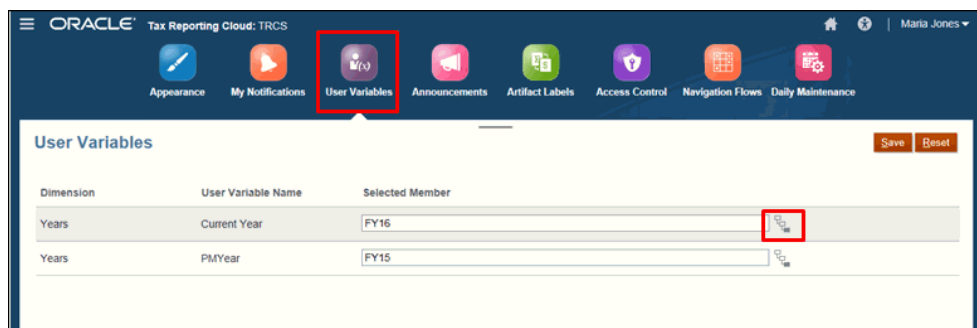 ORACLE Tax Reporting Cloud: TRCS Maria Jones
Appearance My Notifications User Variables Announcements Artifact Labels Access Control Navigation Flows Daily Maintenance
User Variables Save Reset
Dimension User Variable Name Selected Member
Years Current Year FY16
Years PMYear FY15